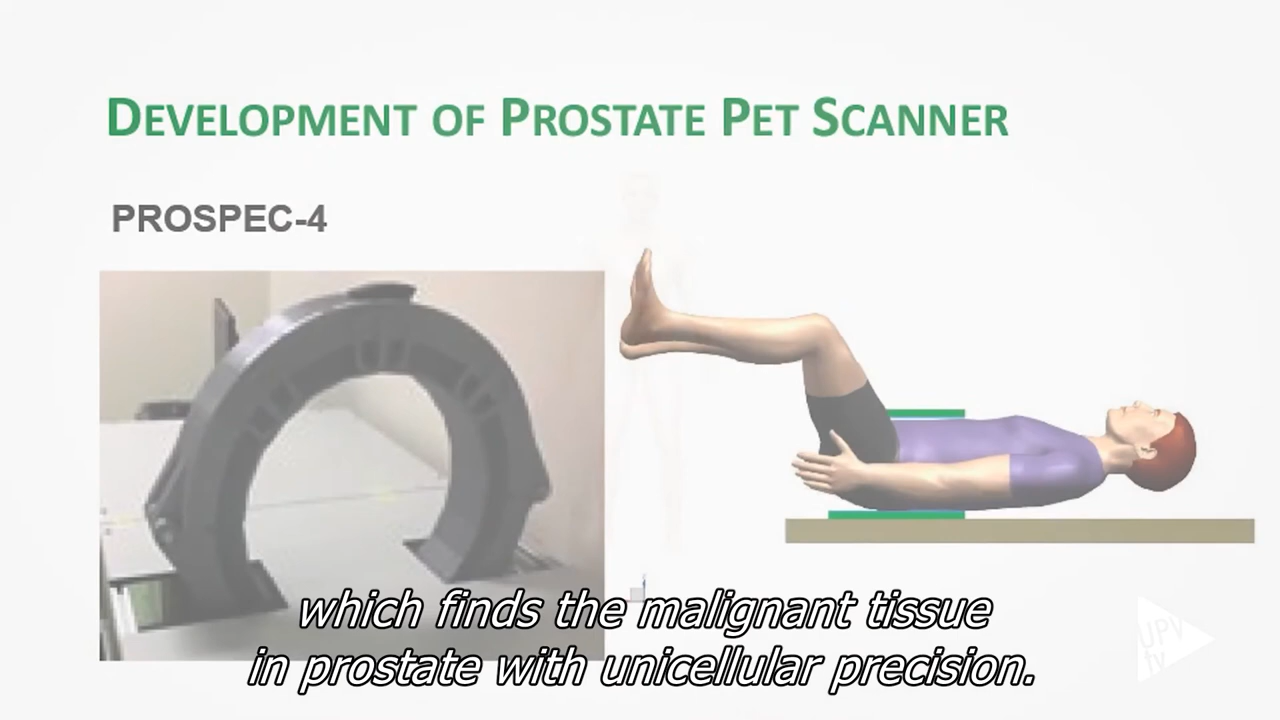 DEVELOPMENT OF PROSTATE PET SCANNER
PROSPEC-4
which finds the malignant tissue
in prostate with unicellular precision.
UPV
tv